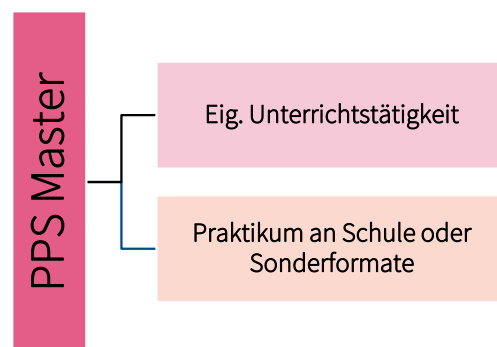 PPS Master
Eig. Unterrichtstätigkeit
Praktikum an Schule oder
Sonderformate